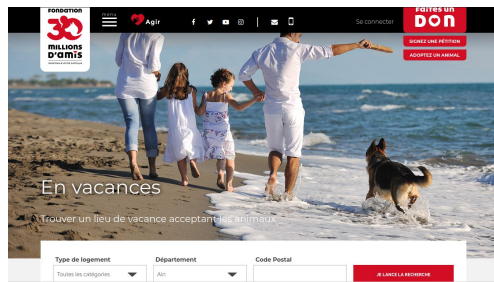 FONDATION
30
MILLIONS
D'AMIS
menu
Agir
Se connecter
FAITES UN
DON
SIGNEZ UNE PÉTITION
ADOPTEZ UN ANIMAL
En vacances
Trouver un lieu de vacance acceptant les animaux
Type de logement
Département
Code Postal
Toutes les catégories
Ain
JE LANCE LA RECHERCHE